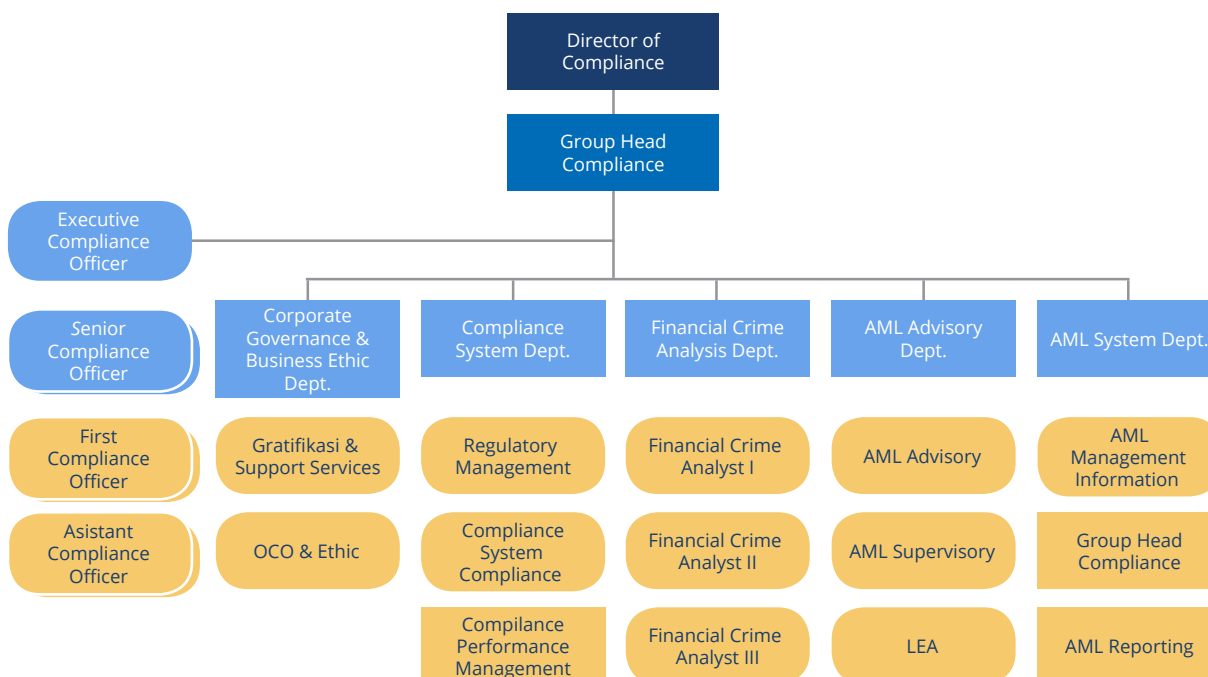 Director of
Compliance
Group Head
Compliance
Executive
Compliance
Officer
Senior
Compliance
Officer
Corporate
Governance &
Business Ethic
Dept.
Compliance
System Dept.
Financial Crime
Analysis Dept.
AML Advisory
Dept.
AML System Dept.
First
Compliance
Officer
Gratifikasi &
Support Services
Regulatory
Management
Financial Crime
Analyst I
AML Advisory
AML
Management
Information
Asistant
Compliance
Officer
OCO & Ethic
Compliance
System
Compliance
Financial Crime
Analyst II
AML Supervisory
Group Head
Compliance
Compilance
Performance
Management
Financial Crime
Analyst III
LEA
AML Reporting